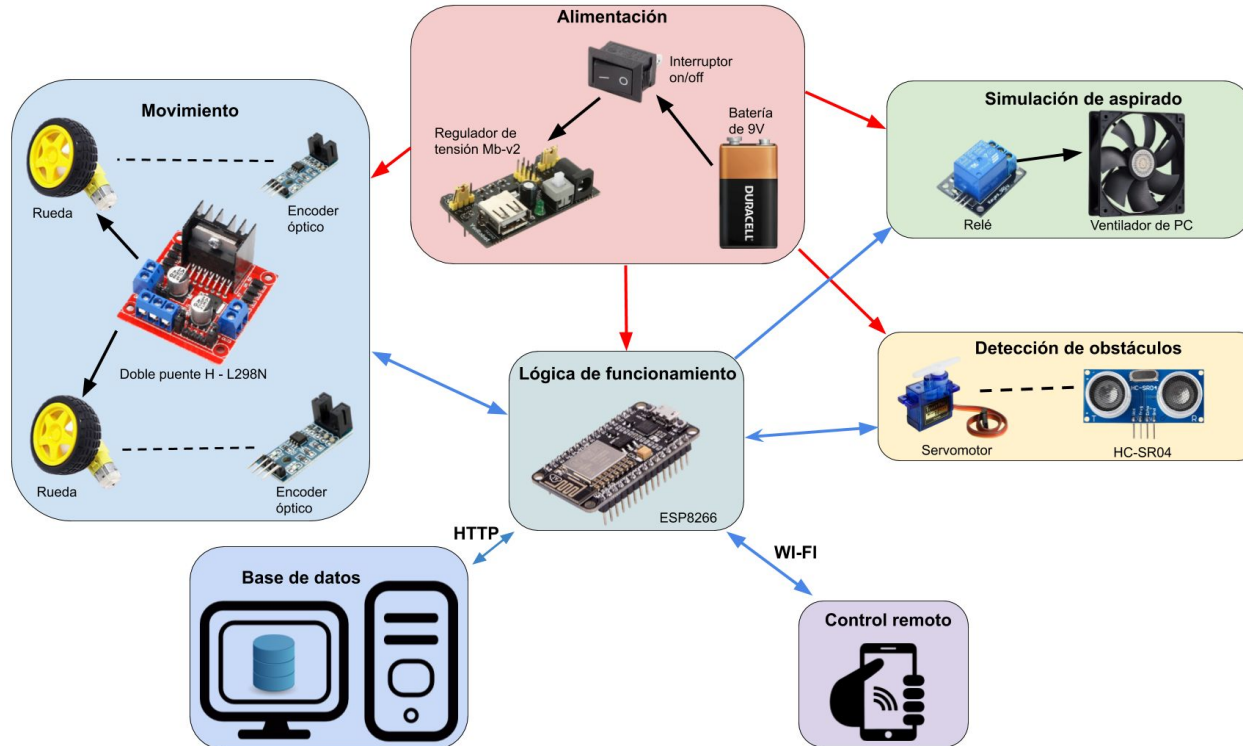 Alimentación
Interruptor
on/off
Batería
de 9V
Regulador de
tensión Mb-v2
DURACELL
Movimiento
Rueda
Encoder
óptico
Doble puente H - L298N
Rueda
Encoder
óptico
Simulación de aspirado
Relé
Ventilador de PC
Detección de obstáculos
Servomotor
HC-SR04
T
R
HC-SR04
Lógica de funcionamiento
ESP8266
HTTP
WI-FI
Base de datos
Control remoto